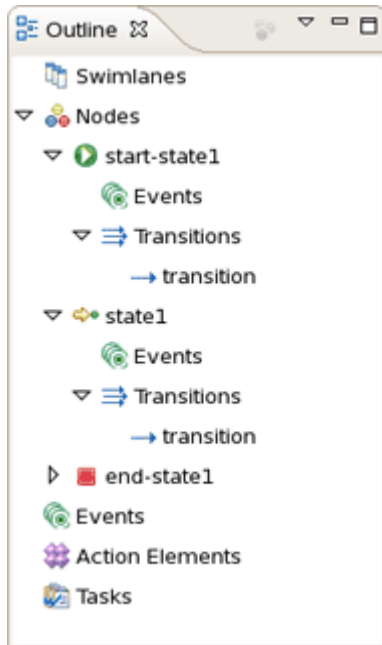 Outline
Swimlanes
Nodes
start-state1
Events
Transitions
transition
state1
Events
Transitions
transition
end-state1
Events
Action Elements
Tasks